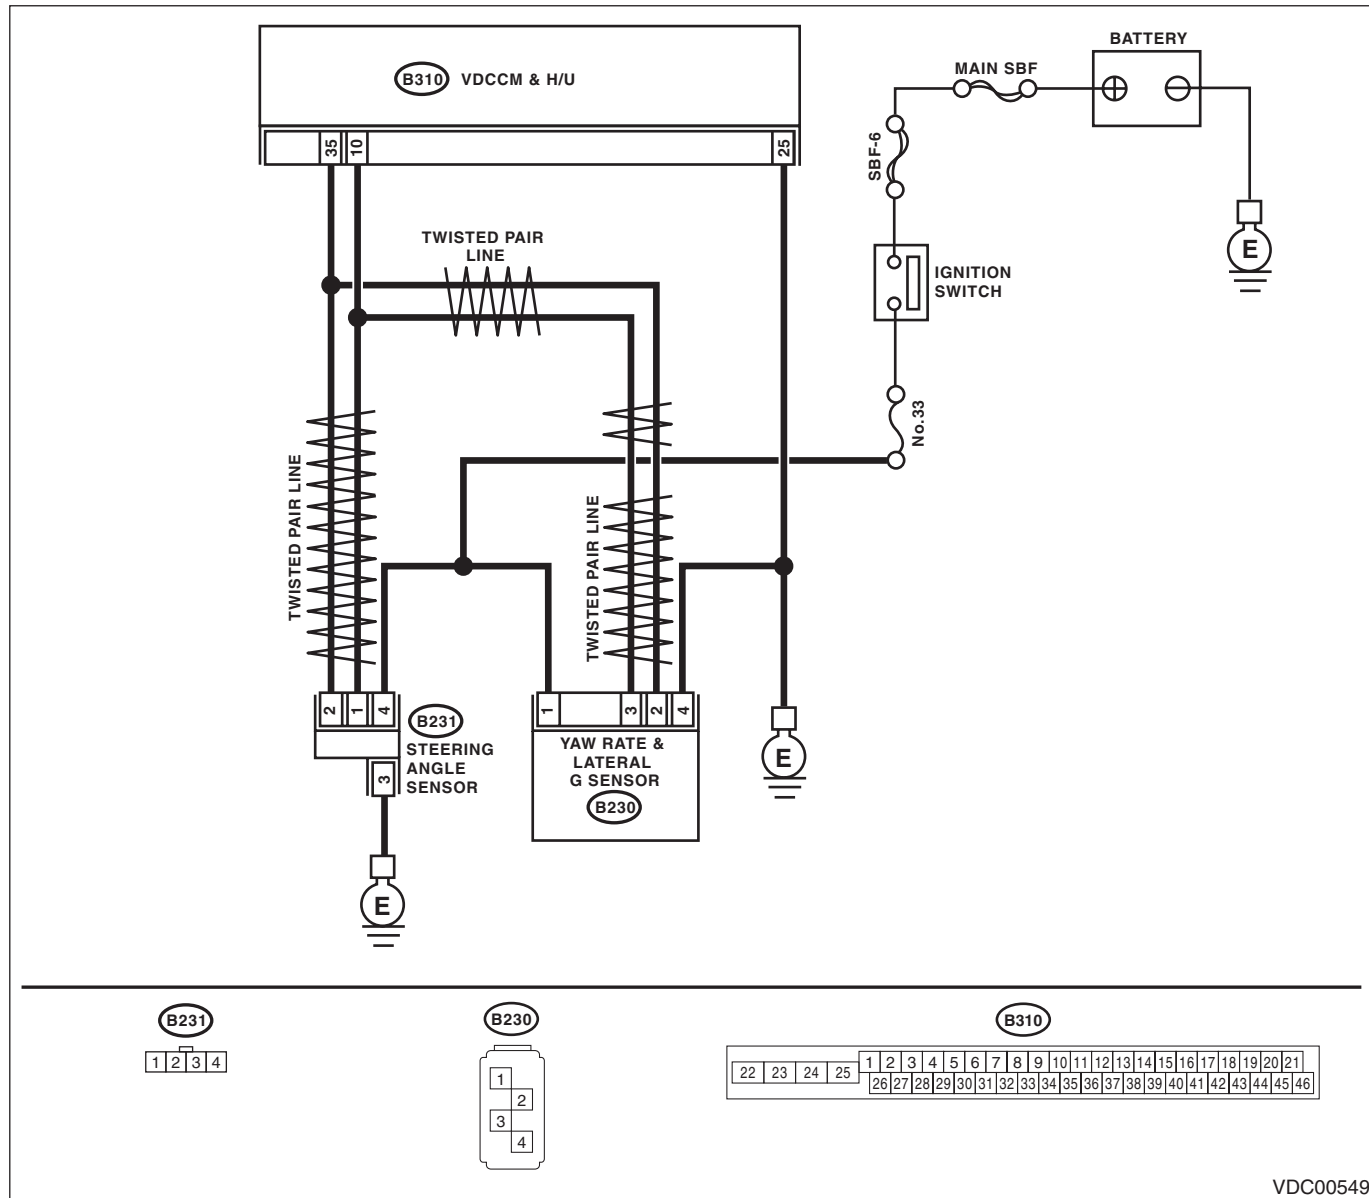 BATTERY
MAIN SBF
B310 VDCCM & H/U
35 10 25
SBF-6
TWISTED PAIR
LINE
E
IGNITION
SWITCH
No.33
TWISTED PAIR LINE
TWISTED PAIR LINE
2 1 4
B231
STEERING
ANGLE
SENSOR
3
E
1 3 2 4
YAW RATE &
LATERAL
G SENSOR
B230
E
B231
1 2 3 4
B230
1
2
3
4
B310
22 23 24 25 1 2 3 4 5 6 7 8 9 10 11 12 13 14 15 16 17 18 19 20 21
26 27 28 29 30 31 32 33 34 35 36 37 38 39 40 41 42 43 44 45 46
VDC00549